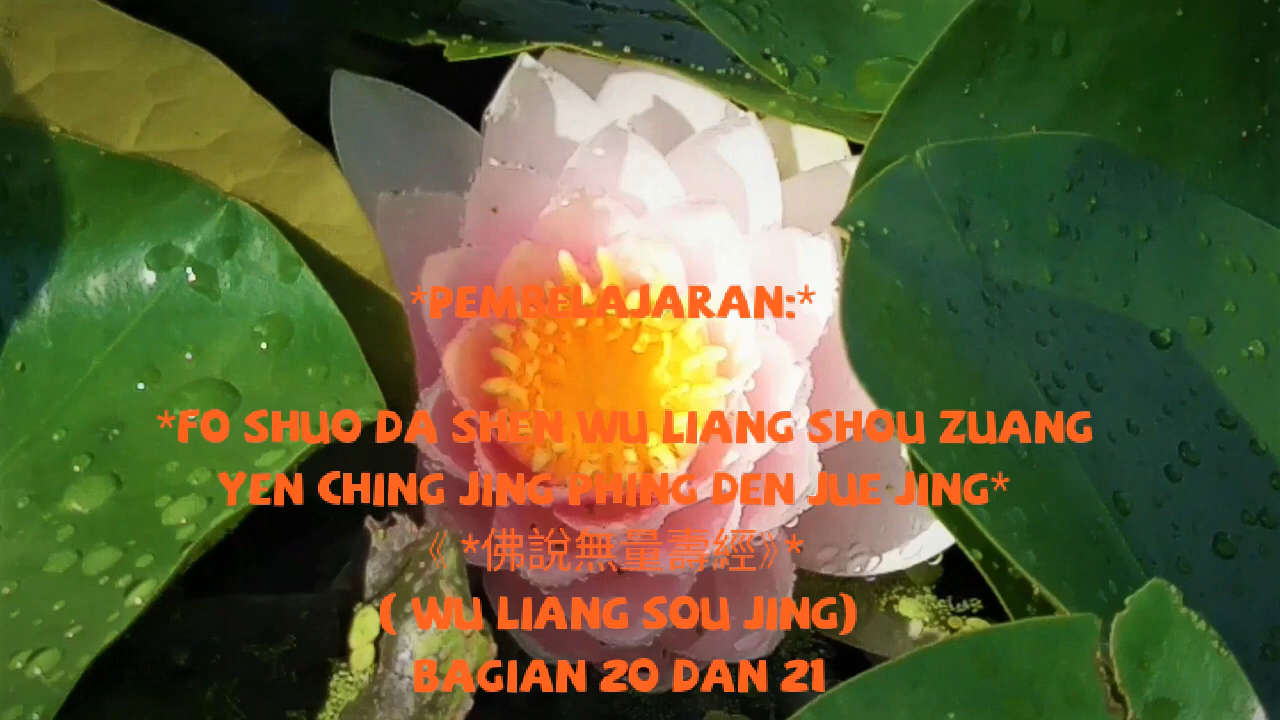 *PEMBELAJARAN:*
*FO SHUO DA SHEN WU LIANG SHOU ZUANG
YEN CHING JING PHING DEN JUE JING*
《 *佛說無量壽經》*
( WU LIANG SOU JING)
BAGIAN 20 DAN 21